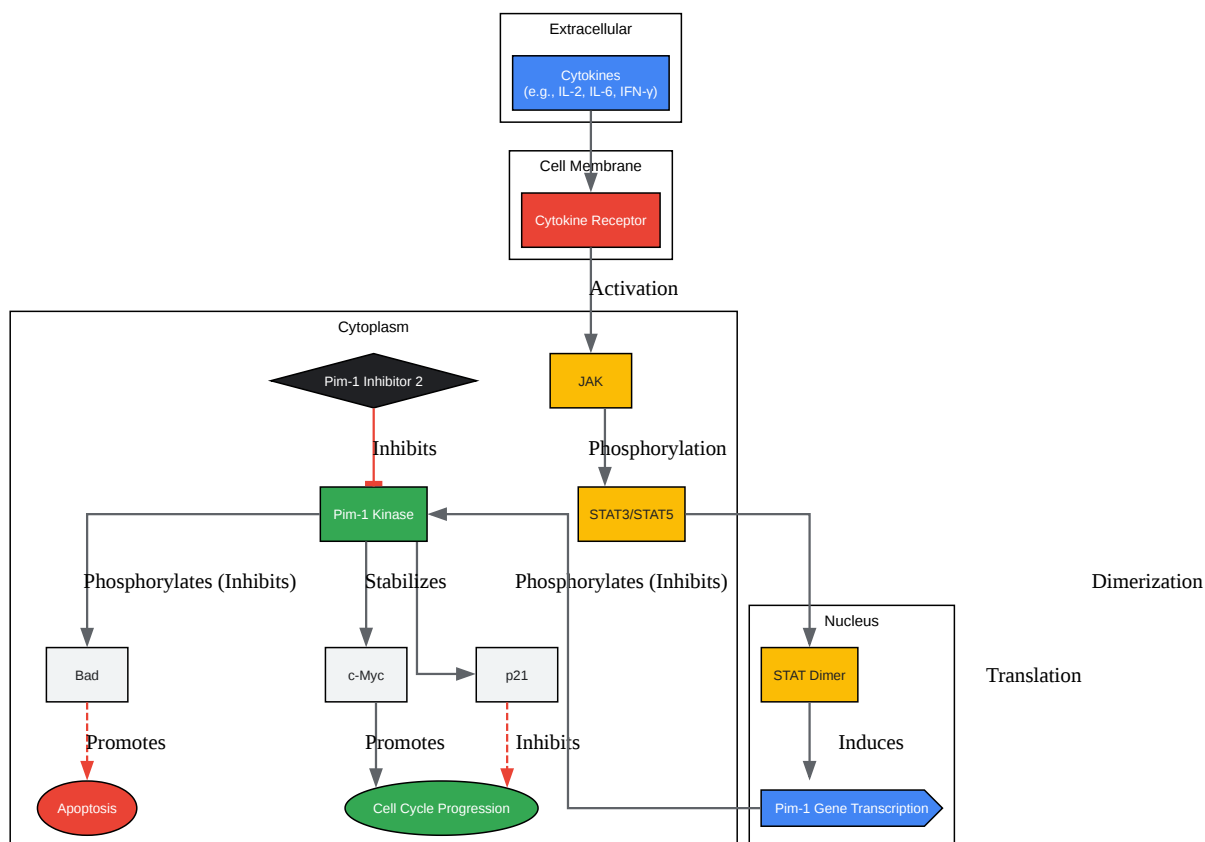 Extracellular
Cytokines
(e.g., IL-2, IL-6, IFN-γ)
Cell Membrane
Cytokine Receptor
Activation
Cytoplasm
Pim-1 Inhibitor 2
JAK
Inhibits
Phosphorylation
Pim-1 Kinase
STAT3/STAT5
Phosphorylates (Inhibits)
Stabilizes
Phosphorylates (Inhibits)
Dimerization
Nucleus
Bad
c-Myc
p21
STAT Dimer
Translation
Promotes
Promotes
Inhibits
Induces
Apoptosis
Cell Cycle Progression
Pim-1 Gene Transcription